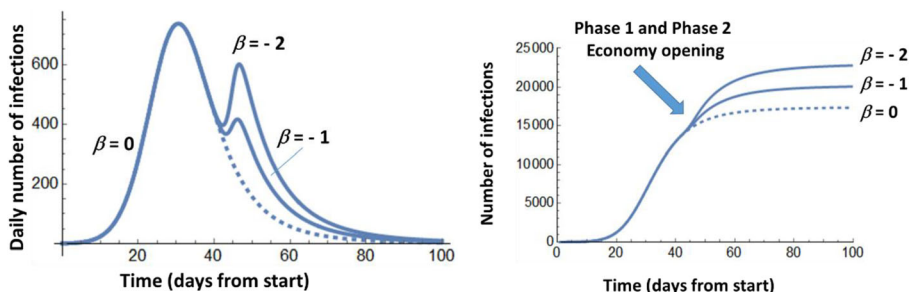 Daily number of infections
600
400
200
β = - 2
β = 0
β = - 1
0
20
40
60
80
100
Time (days from start)
Phase 1 and Phase 2
Economy opening
Number of infections
25000
20000
15000
10000
5000
0
β = - 2
β = - 1
β = 0
0
20
40
60
80
100
Time (days from start)